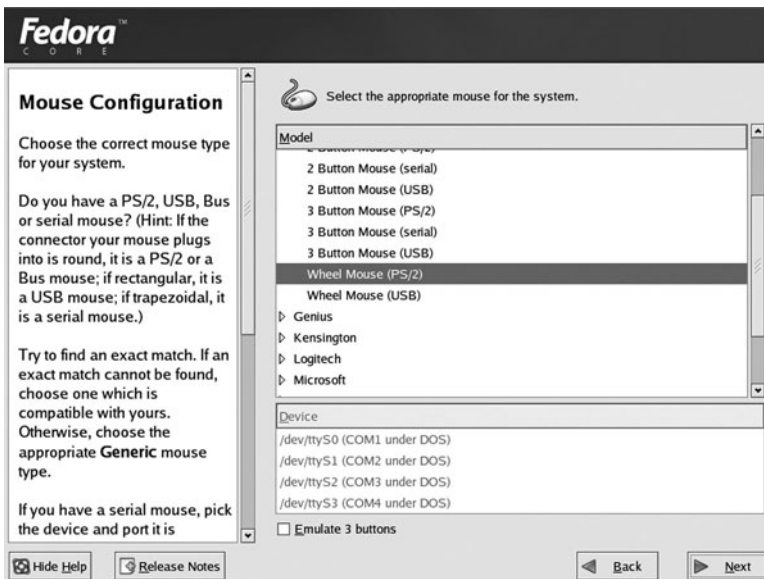 Fedora™
CORE
Mouse Configuration
Choose the correct mouse type
for your system.
Do you have a PS/2, USB, Bus
or serial mouse? (Hint: If the
connector your mouse plugs
into is round, it is a PS/2 or a
Bus mouse; if rectangular, it is
a USB mouse; if trapezoidal, it
is a serial mouse.)
Try to find an exact match. If an
exact match cannot be found,
choose one which is
compatible with yours.
Otherwise, choose the
appropriate Generic mouse
type.
If you have a serial mouse, pick
the device and port it is
Select the appropriate mouse for the system.
Model
2 Button Mouse (PS/2)
2 Button Mouse (serial)
2 Button Mouse (USB)
3 Button Mouse (PS/2)
3 Button Mouse (serial)
3 Button Mouse (USB)
Wheel Mouse (PS/2)
Wheel Mouse (USB)
Genius
Kensington
Logitech
Microsoft
Device
/dev/ttyS0 (COM1 under DOS)
/dev/ttyS1 (COM2 under DOS)
/dev/ttyS2 (COM3 under DOS)
/dev/ttyS3 (COM4 under DOS)
Emulate 3 buttons
Hide Help
Release Notes
Back
Next